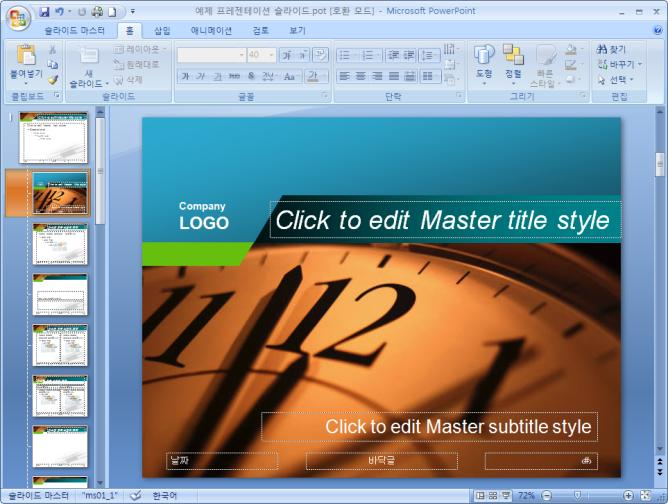 예제 프레젠테이션 슬라이드.pot [호환 모드] - Microsoft PowerPoint
슬라이드 마스터 홈 삽입 애니메이션 검토 보기
붙여넣기
새 슬라이드
레이아웃
원래대로
삭제
40
도형
정렬
빠른 스타일
찾기
바꾸기
선택
클립보드 슬라이드 글꼴 단락 그리기 편집
1
Company
LOGO
Click to edit Master title style
11 12 1
Click to edit Master subtitle style
날짜 바닥글 ‹#›
슬라이드 마스터 "ms01_1" 한국어 72%